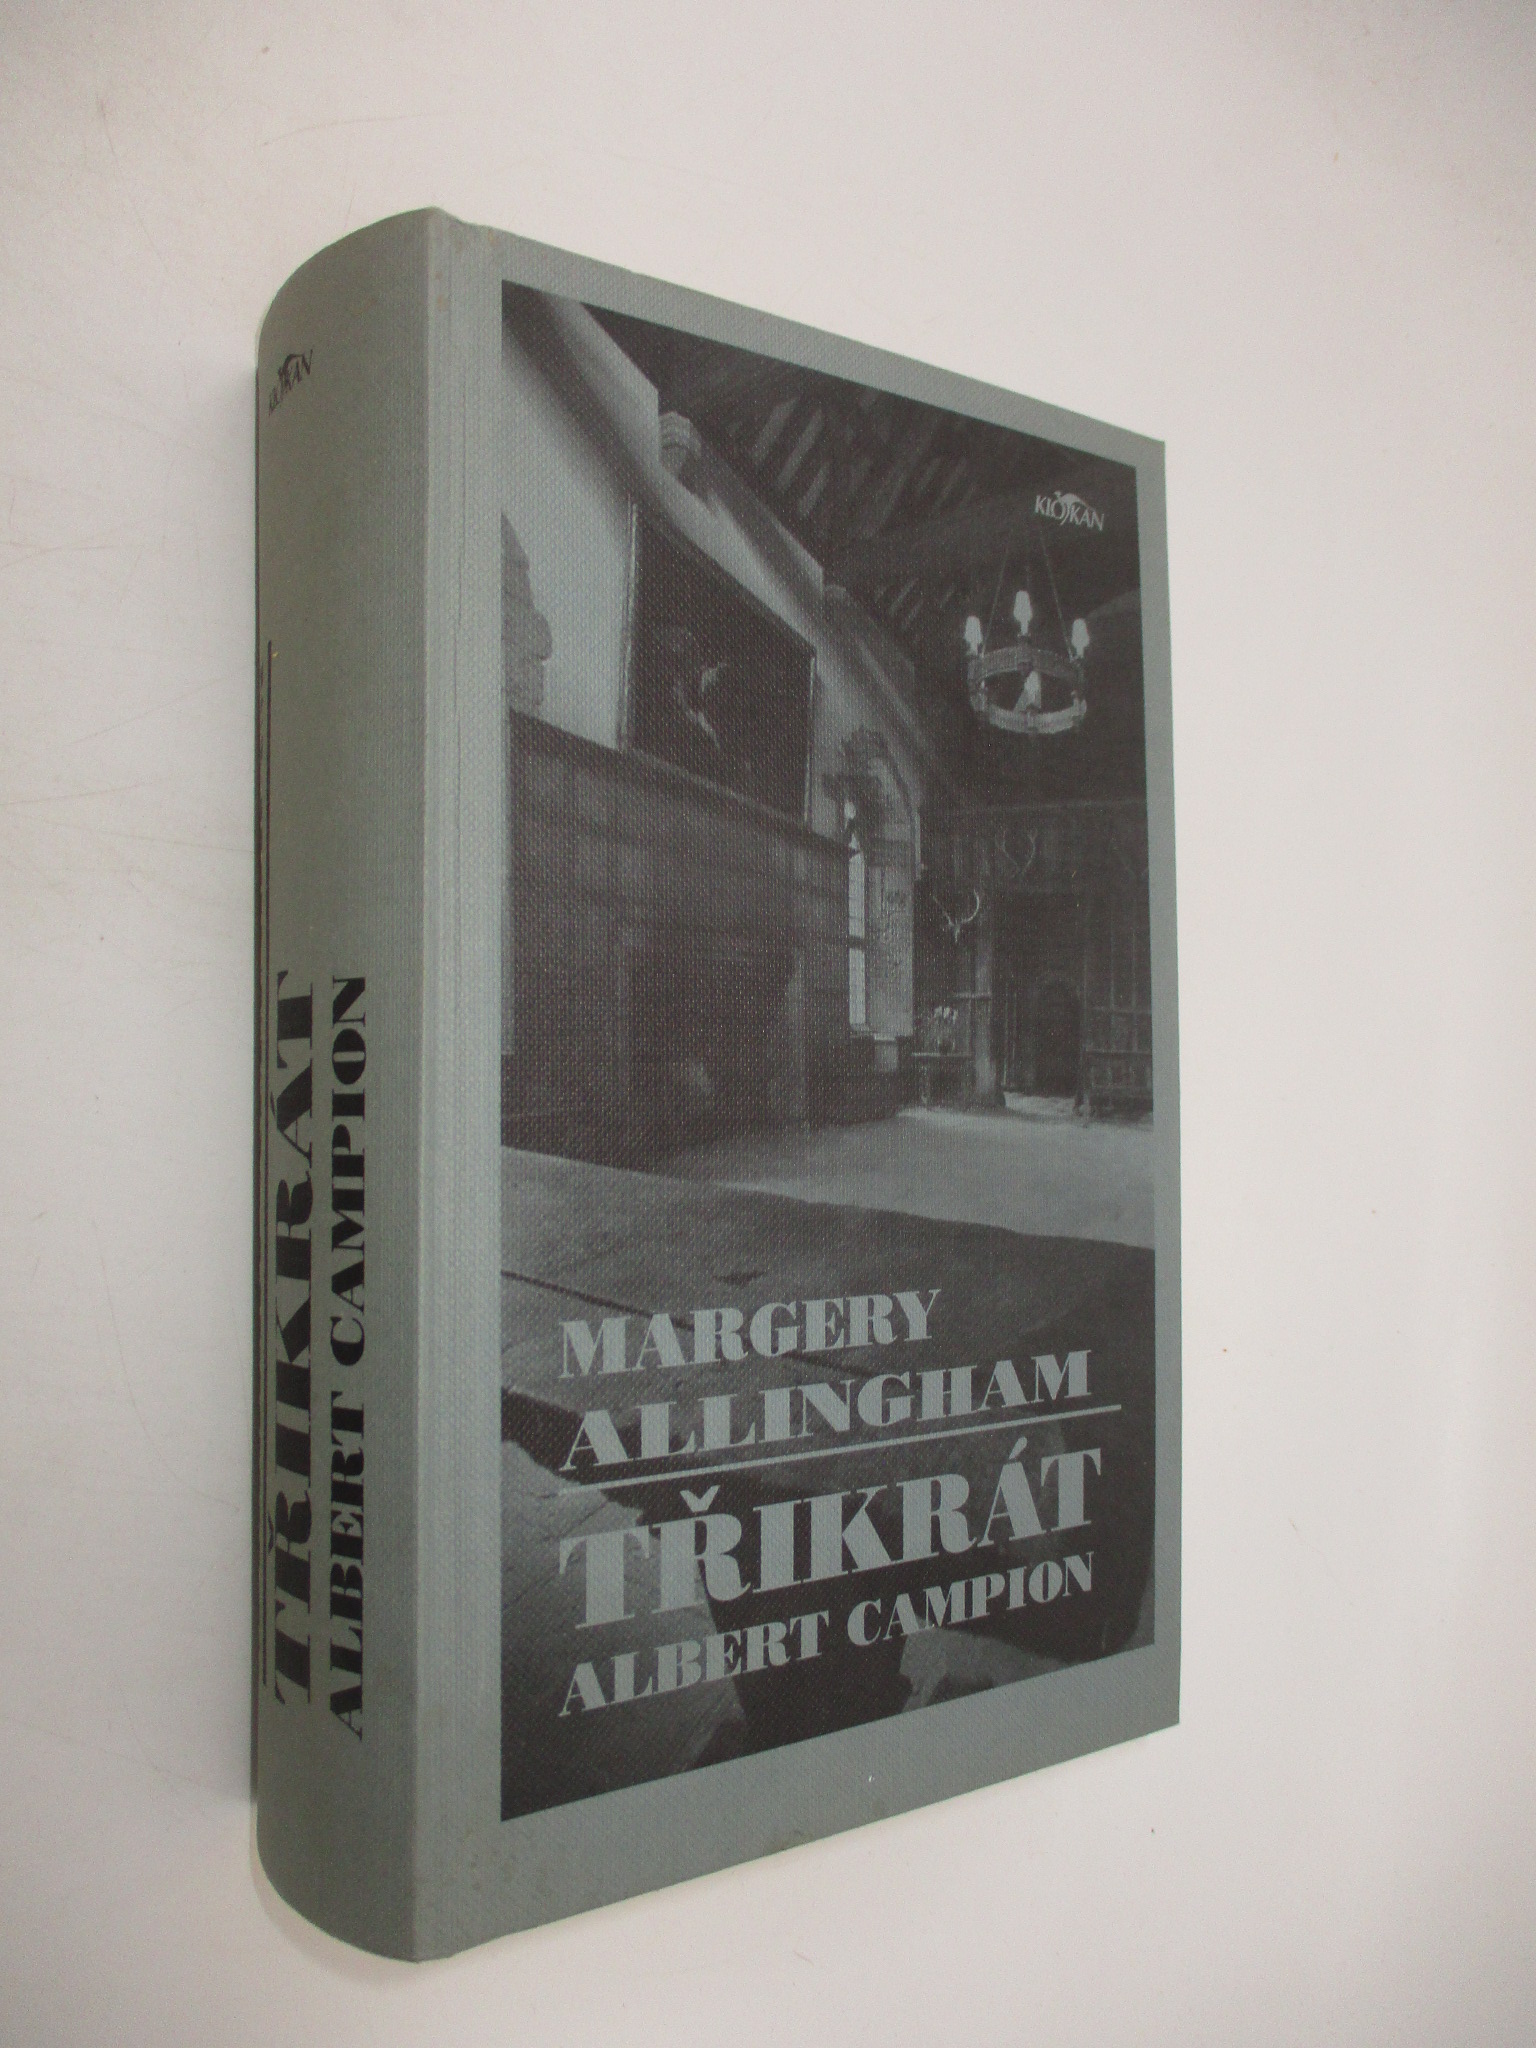 KLOKAN
TŘIKRÁT
ALBERT CAMPION
KLOKAN
MARGERY
ALLINGHAM
TŘIKRÁT
ALBERT CAMPION